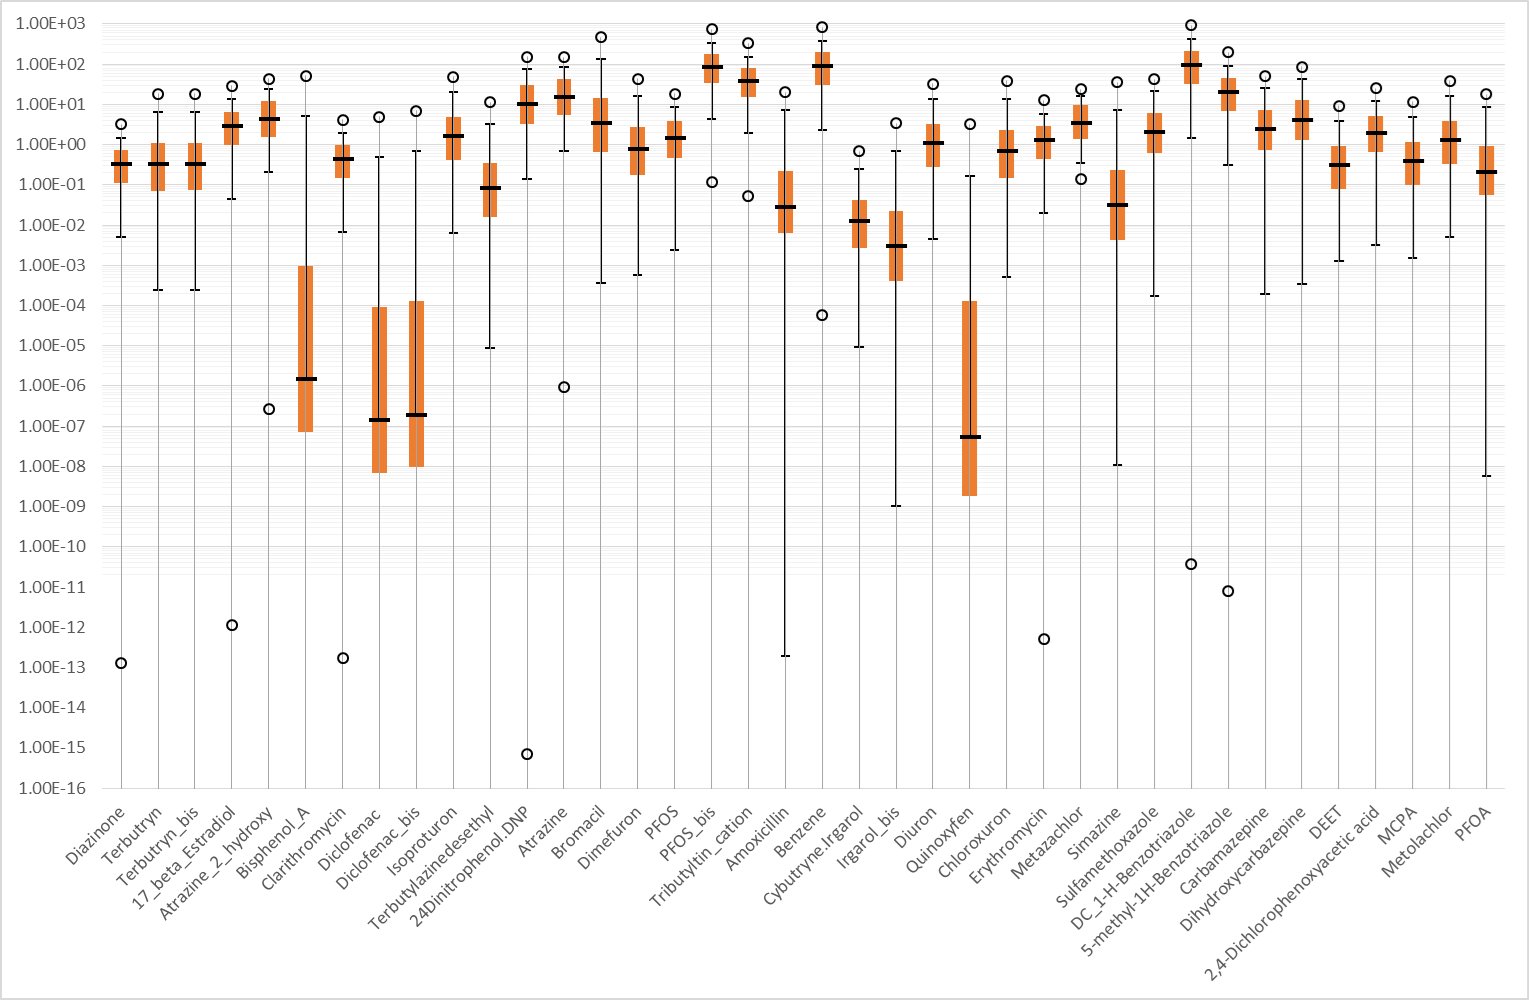 1.00E+03
1.00E+02
1.00E+01
1.00E+00
1.00E-01
1.00E-02
1.00E-03
1.00E-04
1.00E-05
1.00E-06
1.00E-07
1.00E-08
1.00E-09
1.00E-10
1.00E-11
1.00E-12
1.00E-13
1.00E-14
1.00E-15
1.00E-16
Diazinone
Terbutryn
Terbutryn_bis
17_beta_Estradiol
Atrazine_2_hydroxy
Bisphenol_A
Clarithromycin
Diclofenac
Diclofenac_bis
Isoproturon
Terbutylazinedesethyl
24Dinitrophenol.DNP
Atrazine
Bromacil
Dimefuron
PFOS
PFOS_bis
Tributyltin_cation
Amoxicillin
Benzene
Cybutryne.Irgarol
Irgarol_bis
Diuron
Quinoxyfen
Chloroxuron
Erythromycin
Metazachlor
Simazine
Sulfamethoxazole
DC_1-H-Benzotriazole
5-methyl-1H-Benzotriazole
Carbamazepine
Dihydroxycarbazepine
DEET
2,4-Dichlorophenoxyacetic acid
MCPA
Metolachlor
PFOA